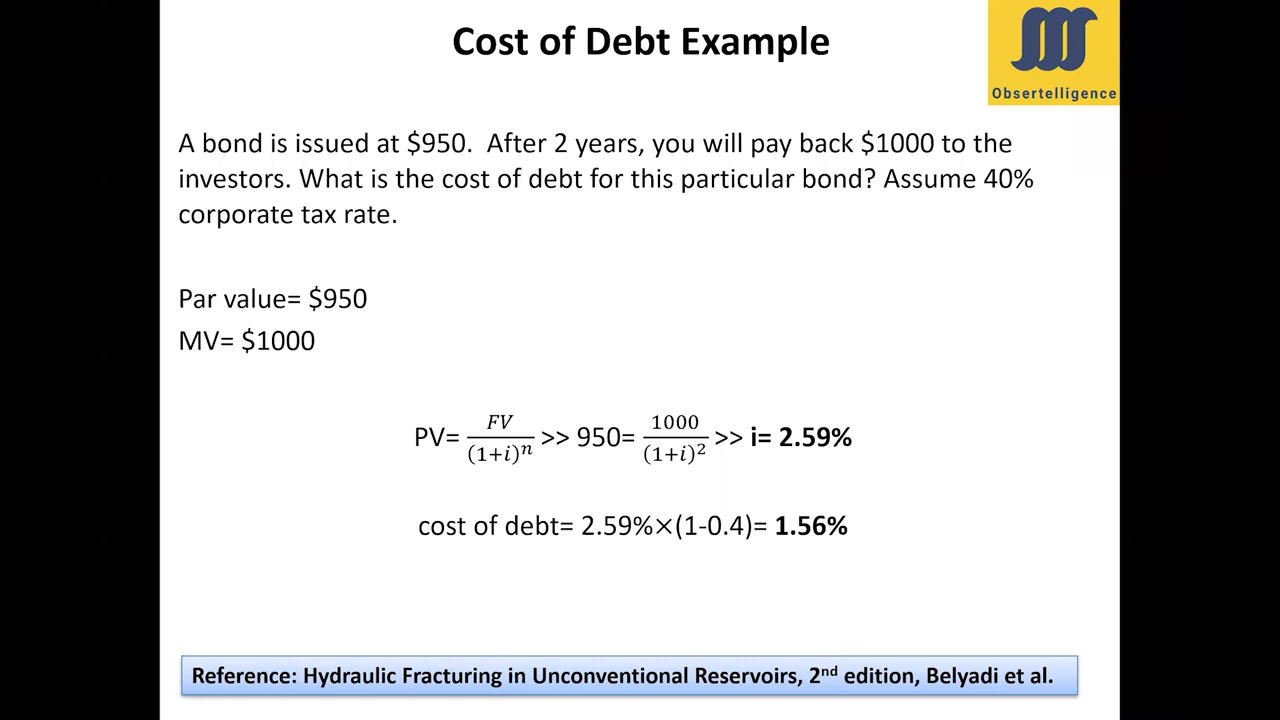 Cost of Debt Example
Obsertelligence
A bond is issued at $950.  After 2 years, you will pay back $1000 to the
investors. What is the cost of debt for this particular bond? Assume 40%
corporate tax rate.
Par value= $950
MV= $1000
PV= FV/(1+i)ⁿ >> 950= 1000/(1+i)² >> i= 2.59%
cost of debt= 2.59%×(1-0.4)= 1.56%
Reference: Hydraulic Fracturing in Unconventional Reservoirs, 2nd edition, Belyadi et al.